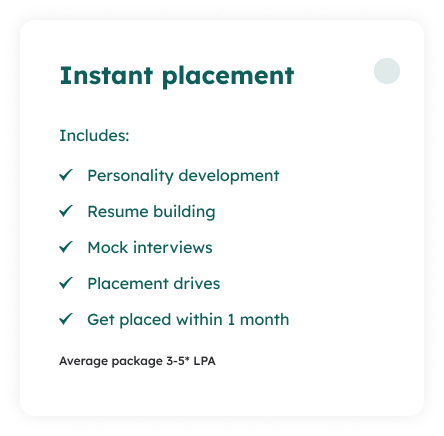 Instant placement
Includes:
Personality development
Resume building
Mock interviews
Placement drives
Get placed within 1 month
Average package 3-5* LPA